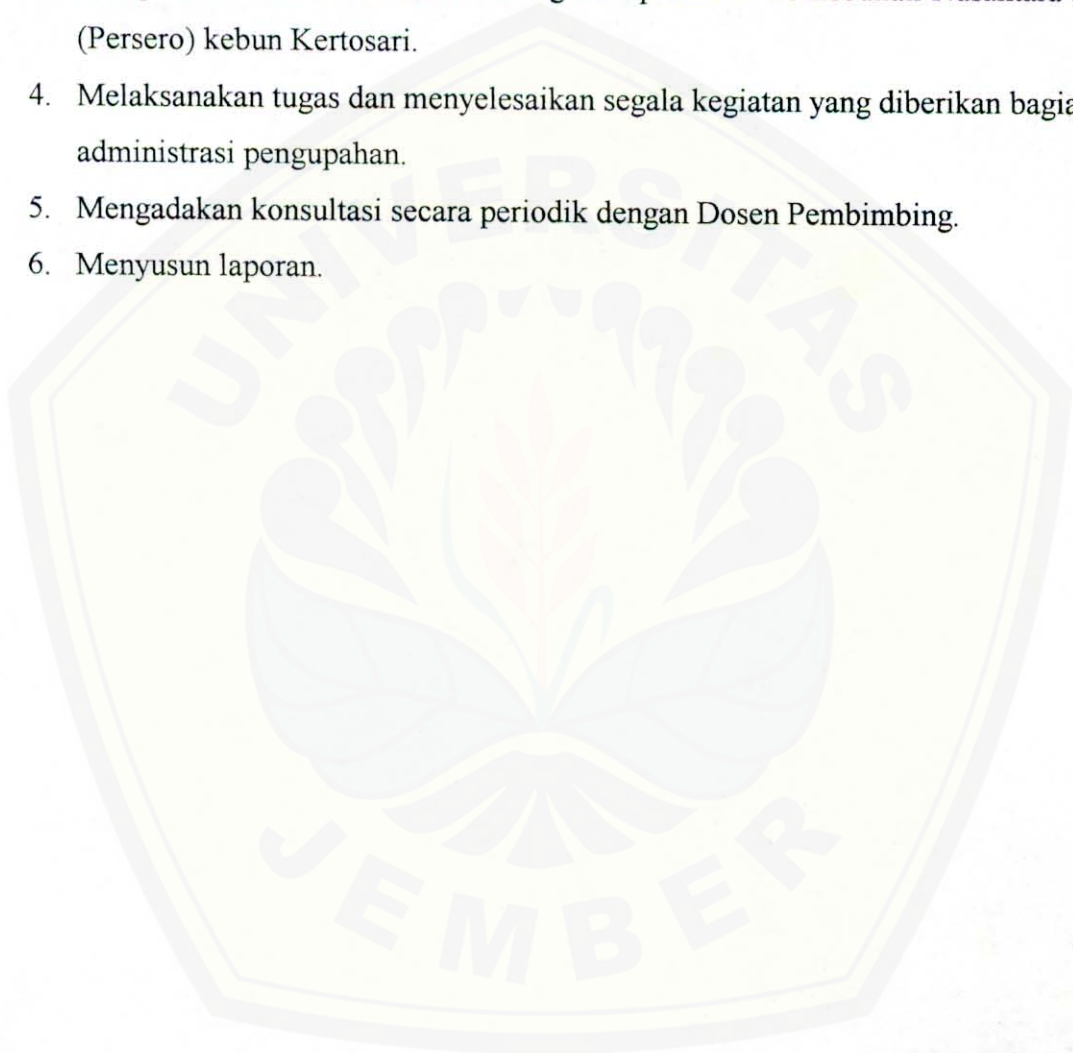 (Persero) kebun Kertosari.
4. Melaksanakan tugas dan menyelesaikan segala kegiatan yang diberikan
administrasi pengupahan.
5. Mengadakan konsultasi secara periodik dengan Dosen Pembimbing.
6. Menyusun laporan.
UNIVERSITAS
JEMBER